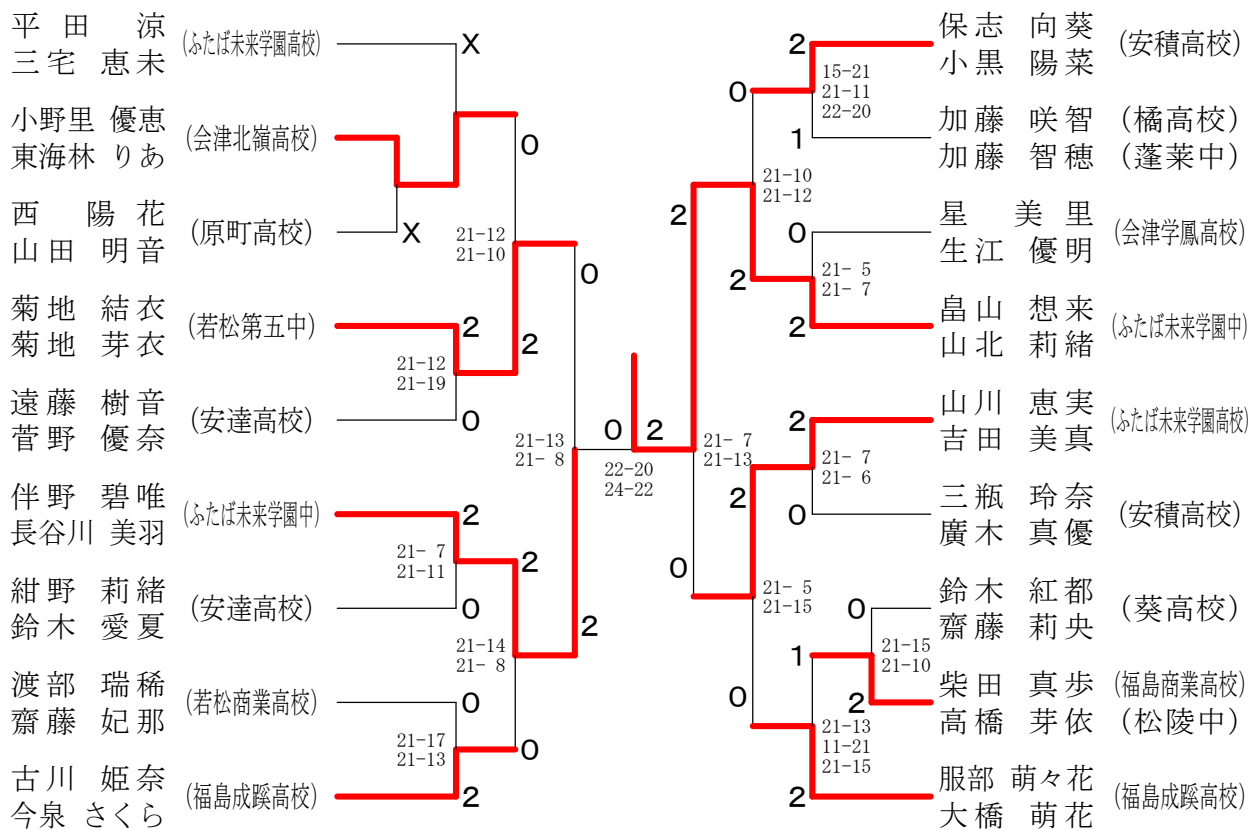 平田 涼
三宅 恵未
(ふたば未来学園高校)
X
小野里 優恵
東海林 りあ
(会津北嶺高校)
0
西 陽花
山田 明音
(原町高校)
X
21-12
21-10
0
菊地 結衣
菊地 芽衣
(若松第五中)
2
2
21-12
21-19
遠藤 樹音
菅野 優奈
(安達高校)
0
21-13
21- 8
伴野 碧唯
長谷川 美羽
(ふたば未来学園中)
2
21- 7
21-11
2
紺野 莉緒
鈴木 愛夏
(安達高校)
0
2
21-14
21- 8
渡部 瑞稀
齋藤 妃那
(若松商業高校)
0
0
21-17
21-13
古川 姫奈
今泉 さくら
(福島成蹊高校)
2
0 2
22-20
24-22
保志 向葵
小黒 陽菜
(安積高校)
2
15-21
21-11
22-20
0
加藤 咲智 (橘高校)
加藤 智穂 (蓬莱中)
1
21-10
21-12
2
星 美里
生江 優明
(会津学鳳高校)
0
21- 5
21- 7
2
畠山 想来
山北 莉緒
(ふたば未来学園中)
2
山川 恵実
吉田 美真
(ふたば未来学園高校)
2
21- 7
21-13
21- 7
21- 6
2
三瓶 玲奈
廣木 真優
(安積高校)
0
0
21- 5
21-15
鈴木 紅都
齋藤 莉央
(葵高校)
0
21-15
21-10
1
柴田 真歩 (福島商業高校)
高橋 芽依 (松陵中)
2
0
21-13
11-21
21-15
服部 萌々花
大橋 萌花
(福島成蹊高校)
2